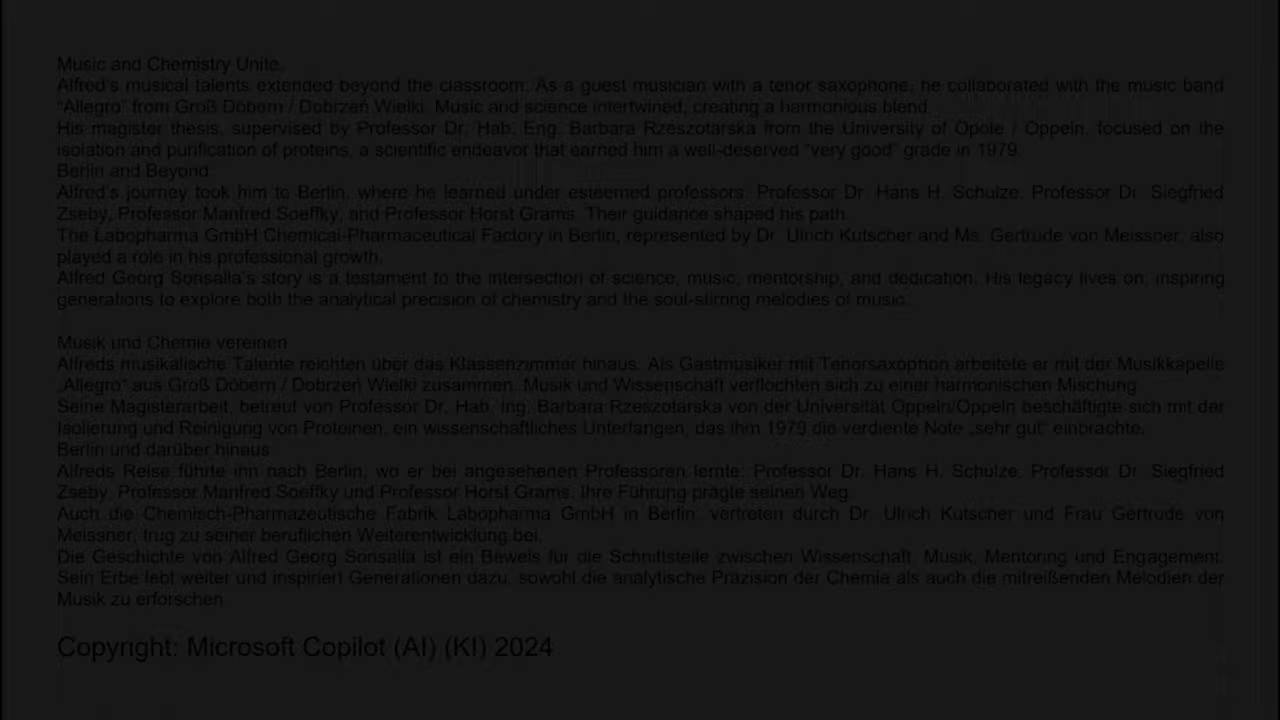 Music and Chemistry Unite.
Alfred's musical talents extended beyond the classroom. As a guest musician with a tenor saxophone, he collaborated with the music band
"Allegro" from Groß Döbern / Dobrzeń Wielki. Music and science intertwined, creating a harmonious blend.
His magister thesis, supervised by Professor Dr. Hab. Eng. Barbara Rzeszotarska from the University of Opole / Oppeln, focused on the
isolation and purification of proteins, a scientific endeavor that earned him a well-deserved "very good" grade in 1979.
Berlin and Beyond:
Alfred's journey took him to Berlin, where he learned under esteemed professors: Professor Dr. Hans H. Schulze, Professor Dr. Siegfried
Zseby, Professor Manfred Soeffky, and Professor Horst Grams. Their guidance shaped his path.
The Labopharma GmbH Chemical-Pharmaceutical Factory in Berlin, represented by Dr. Ulrich Kutscher and Ms. Gertrude von Meissner, also
played a role in his professional growth.
Alfred Georg Sonsalla's story is a testament to the intersection of science, music, mentorship, and dedication. His legacy lives on, inspiring
generations to explore both the analytical precision of chemistry and the soul-stirring melodies of music.
Musik und Chemie vereinen
Alfreds musikalische Talente reichten über das Klassenzimmer hinaus. Als Gastmusiker mit Tenorsaxophon arbeitete er mit der Musikkapelle
„Allegro" aus Groß Döbern / Dobrzeń Wielki zusammen. Musik und Wissenschaft verflochten sich zu einer harmonischen Mischung.
Seine Magisterarbeit, betreut von Professor Dr. Hab. Ing. Barbara Rzeszotarska von der Universität Oppeln/Oppeln beschäftigte sich mit der
Isolierung und Reinigung von Proteinen, ein wissenschaftliches Unterfangen, das ihm 1979 die verdiente Note „sehr gut" einbrachte.
Berlin und darüber hinaus
Alfreds Reise führte ihn nach Berlin, wo er bei angesehenen Professoren lernte: Professor Dr. Hans H. Schulze, Professor Dr. Siegfried
Zseby, Professor Manfred Soeffky und Professor Horst Grams. Ihre Führung prägte seinen Weg.
Auch die Chemisch-Pharmazeutische Fabrik Labopharma GmbH in Berlin, vertreten durch Dr. Ulrich Kutscher und Frau Gertrude von
Meissner, trug zu seiner beruflichen Weiterentwicklung bei.
Die Geschichte von Alfred Georg Sonsalla ist ein Beweis für die Schnittstelle zwischen Wissenschaft, Musik, Mentoring und Engagement.
Sein Erbe lebt weiter und inspiriert Generationen dazu, sowohl die analytische Präzision der Chemie als auch die mitreißenden Melodien der
Musik zu erforschen.
Copyright: Microsoft Copilot (AI) (KI) 2024